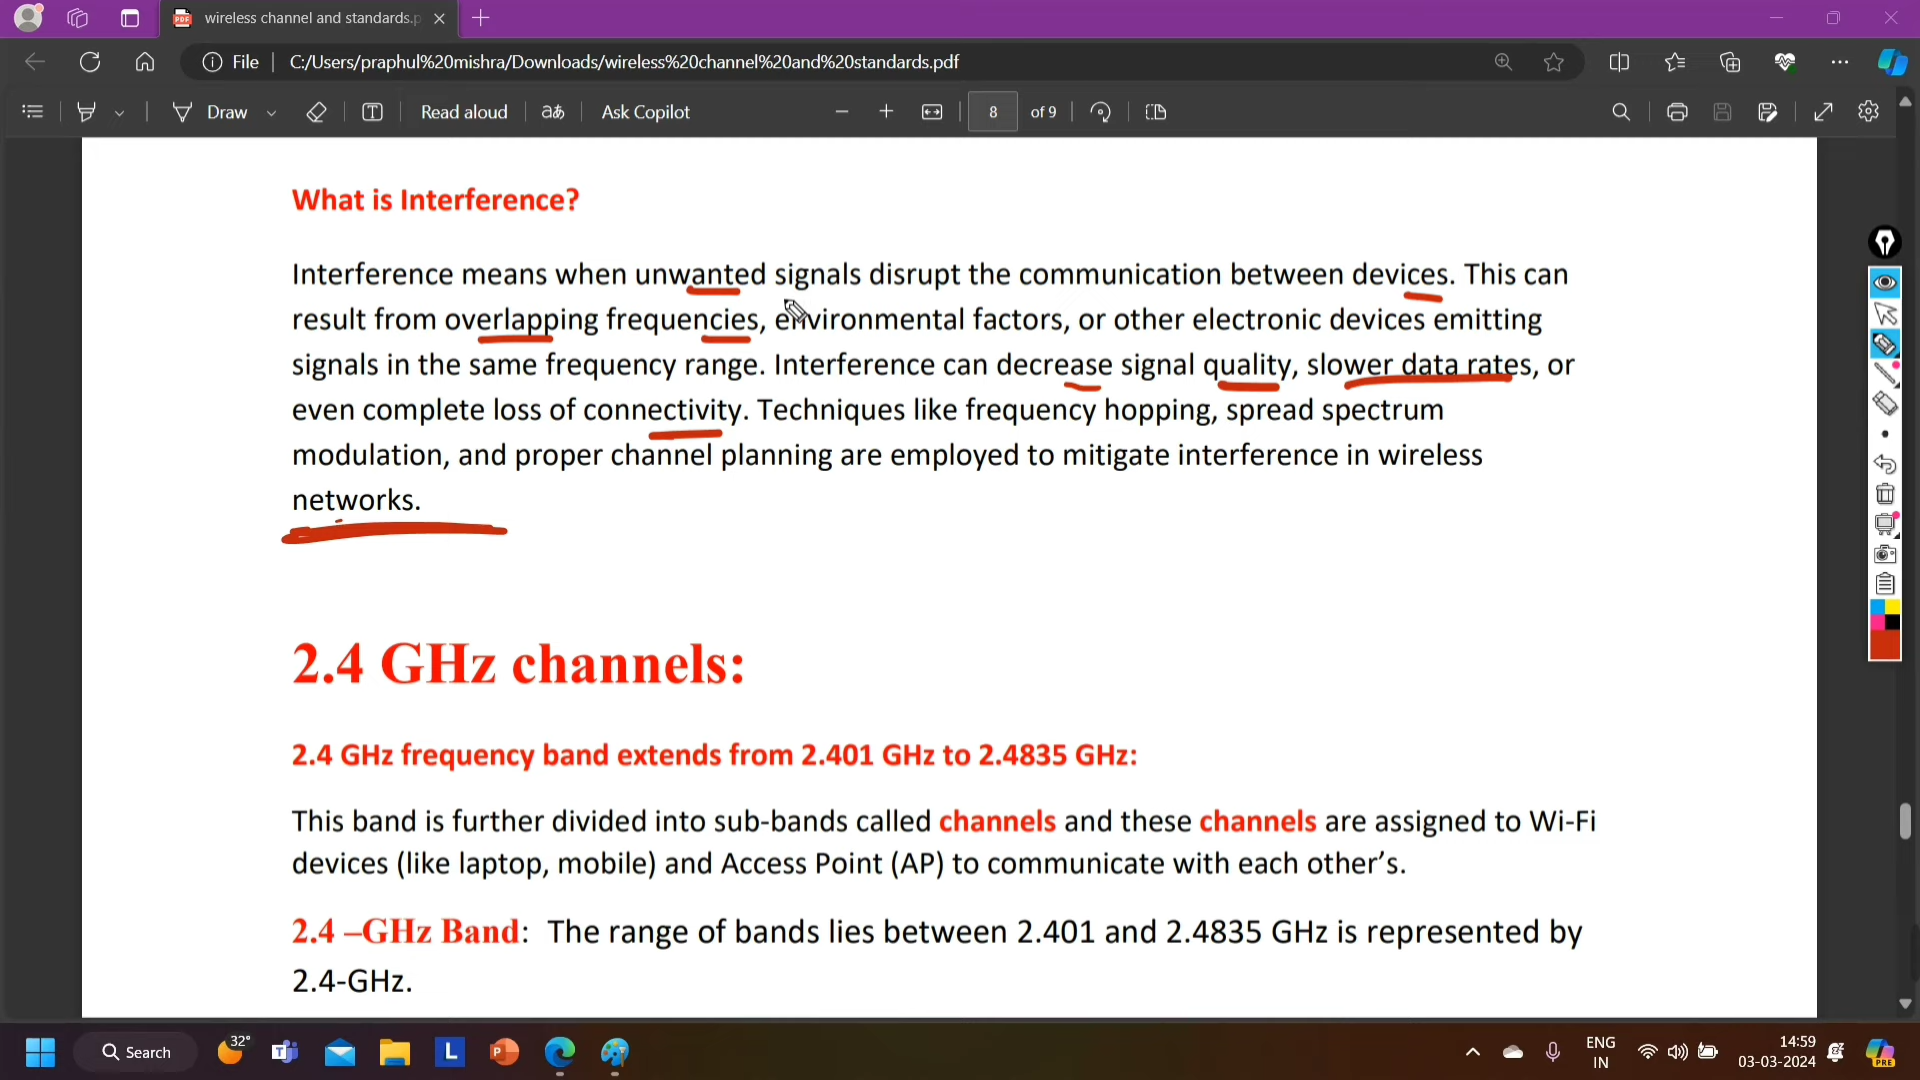 wireless channel and standards.p
File
C:/Users/praphul%20mishra/Downloads/wireless%20channel%20and%20standards.pdf
Draw
Read aloud
aあ
Ask Copilot
8
of 9
What is Interference?
Interference means when unwanted signals disrupt the communication between devices. This can
result from overlapping frequencies, environmental factors, or other electronic devices emitting
signals in the same frequency range. Interference can decrease signal quality, slower data rates, or
even complete loss of connectivity. Techniques like frequency hopping, spread spectrum
modulation, and proper channel planning are employed to mitigate interference in wireless
networks.
2.4 GHz channels:
2.4 GHz frequency band extends from 2.401 GHz to 2.4835 GHz:
This band is further divided into sub-bands called channels and these channels are assigned to Wi-Fi
devices (like laptop, mobile) and Access Point (AP) to communicate with each other’s.
2.4 –GHz Band: The range of bands lies between 2.401 and 2.4835 GHz is represented by
2.4-GHz.
Search
32°
L
P
ENG
IN
14:59
03-03-2024
PRE